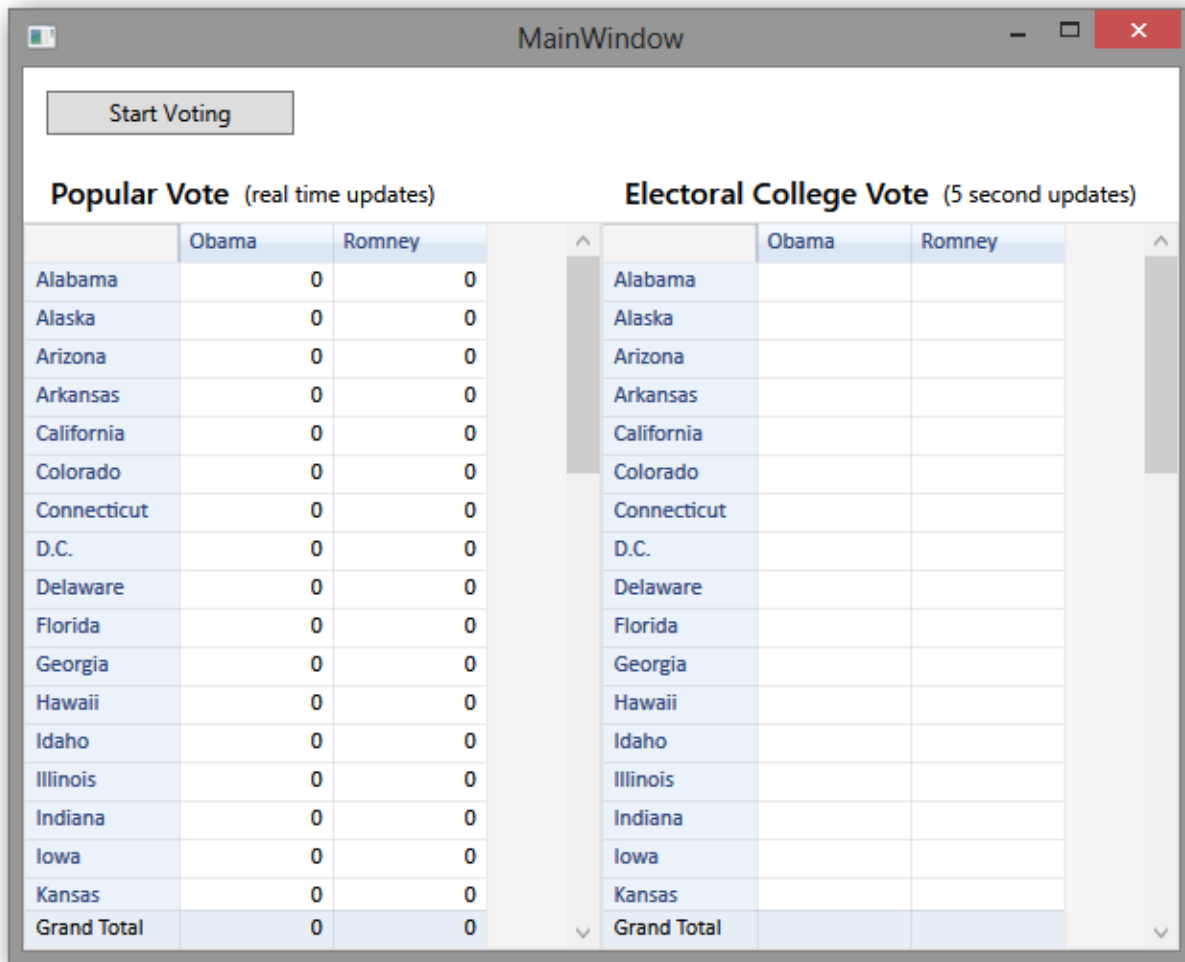 MainWindow
Start Voting
Popular Vote (real time updates) Electoral College Vote (5 second updates)
Obama Romney Obama Romney
Alabama 0 0 Alabama
Alaska 0 0 Alaska
Arizona 0 0 Arizona
Arkansas 0 0 Arkansas
California 0 0 California
Colorado 0 0 Colorado
Connecticut 0 0 Connecticut
D.C. 0 0 D.C.
Delaware 0 0 Delaware
Florida 0 0 Florida
Georgia 0 0 Georgia
Hawaii 0 0 Hawaii
Idaho 0 0 Idaho
Illinois 0 0 Illinois
Indiana 0 0 Indiana
Iowa 0 0 Iowa
Kansas 0 0 Kansas
Grand Total 0 0 Grand Total